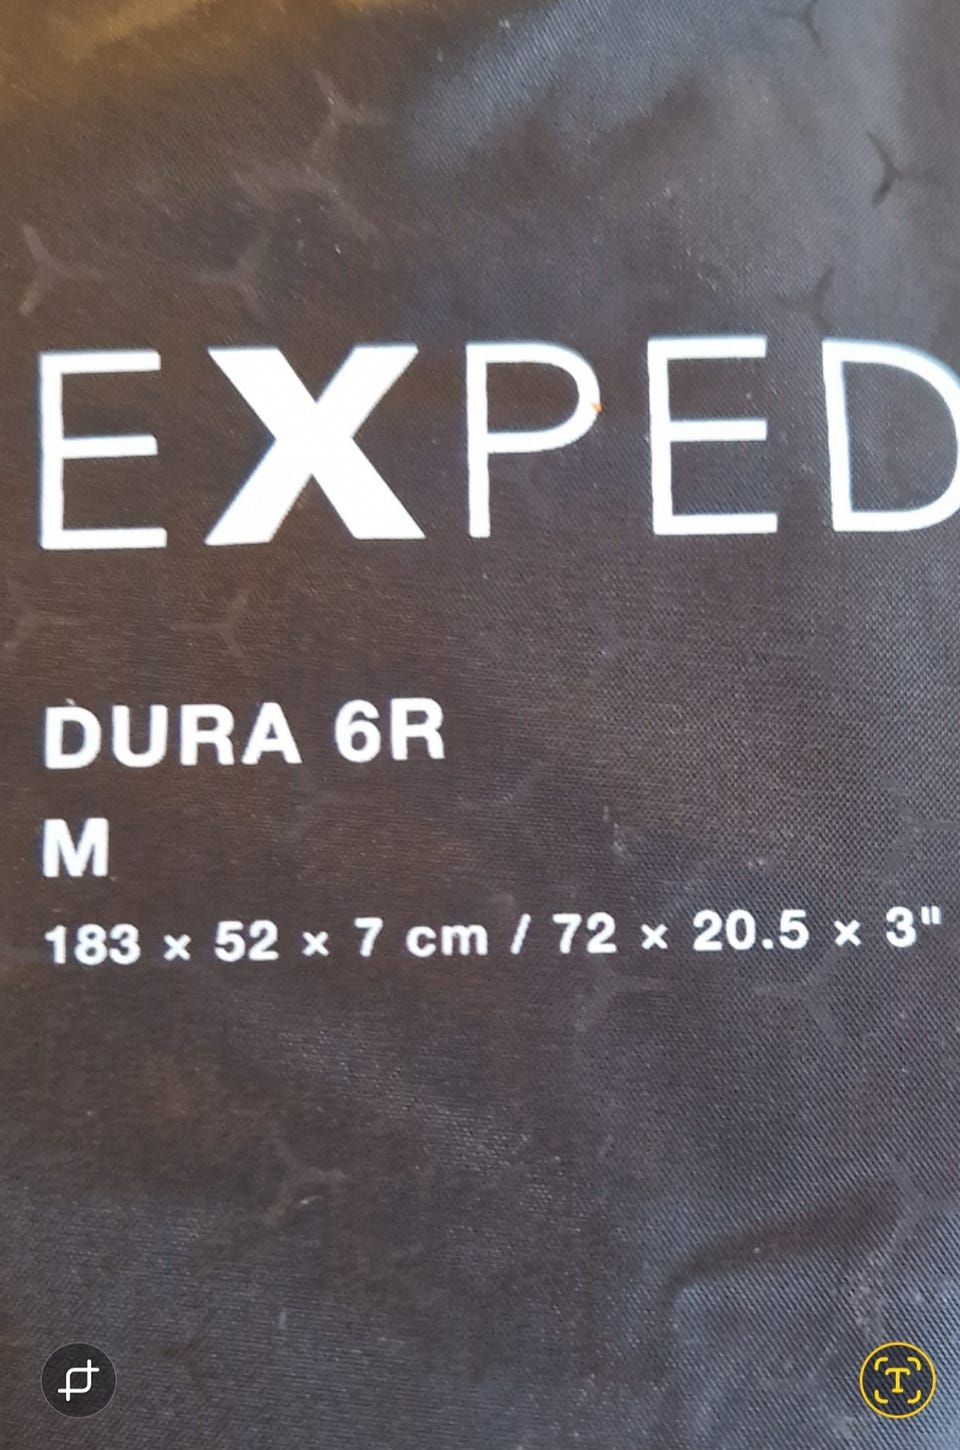 EXPED
DURA 6R
M
183 × 52 × 7 cm / 72 × 20.5 × 3"